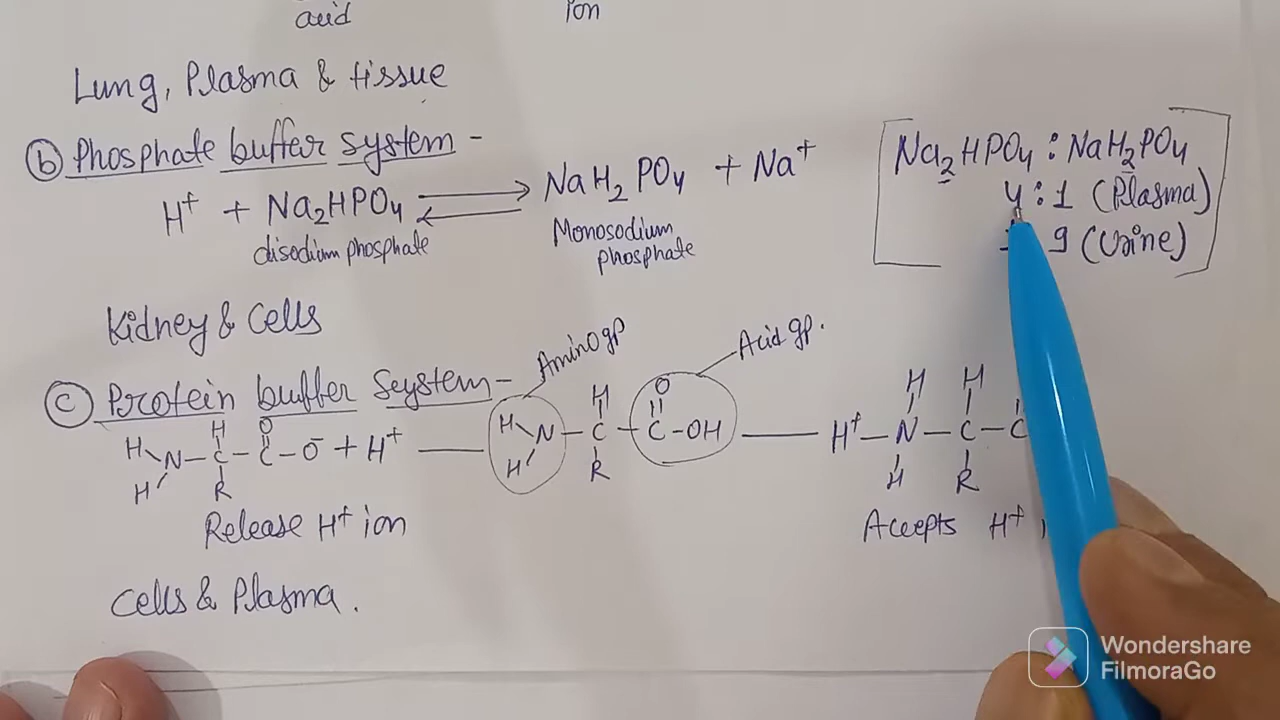 acid ion
Lung, Plasma & tissue
(b) Phosphate buffer system -
H⁺ + Na₂HPO₄ ⇌ NaH₂PO₄ + Na⁺
disodium phosphate
Monosodium phosphate
Na₂HPO₄ : NaH₂PO₄
4 : 1 (Plasma)
9 (Urine)
Kidney & Cells
(c) Protein buffer Seystem -
Amino gp
Acid gp.
H H O
H N - C - C - O⁻ + H⁺ —
R
H H O
H N - C - C - OH —
R
H H
H⁺ - N - C - C
H R
Release H⁺ ion
Accepts H⁺
Cells & Plasma.
Wondershare
FilmoraGo